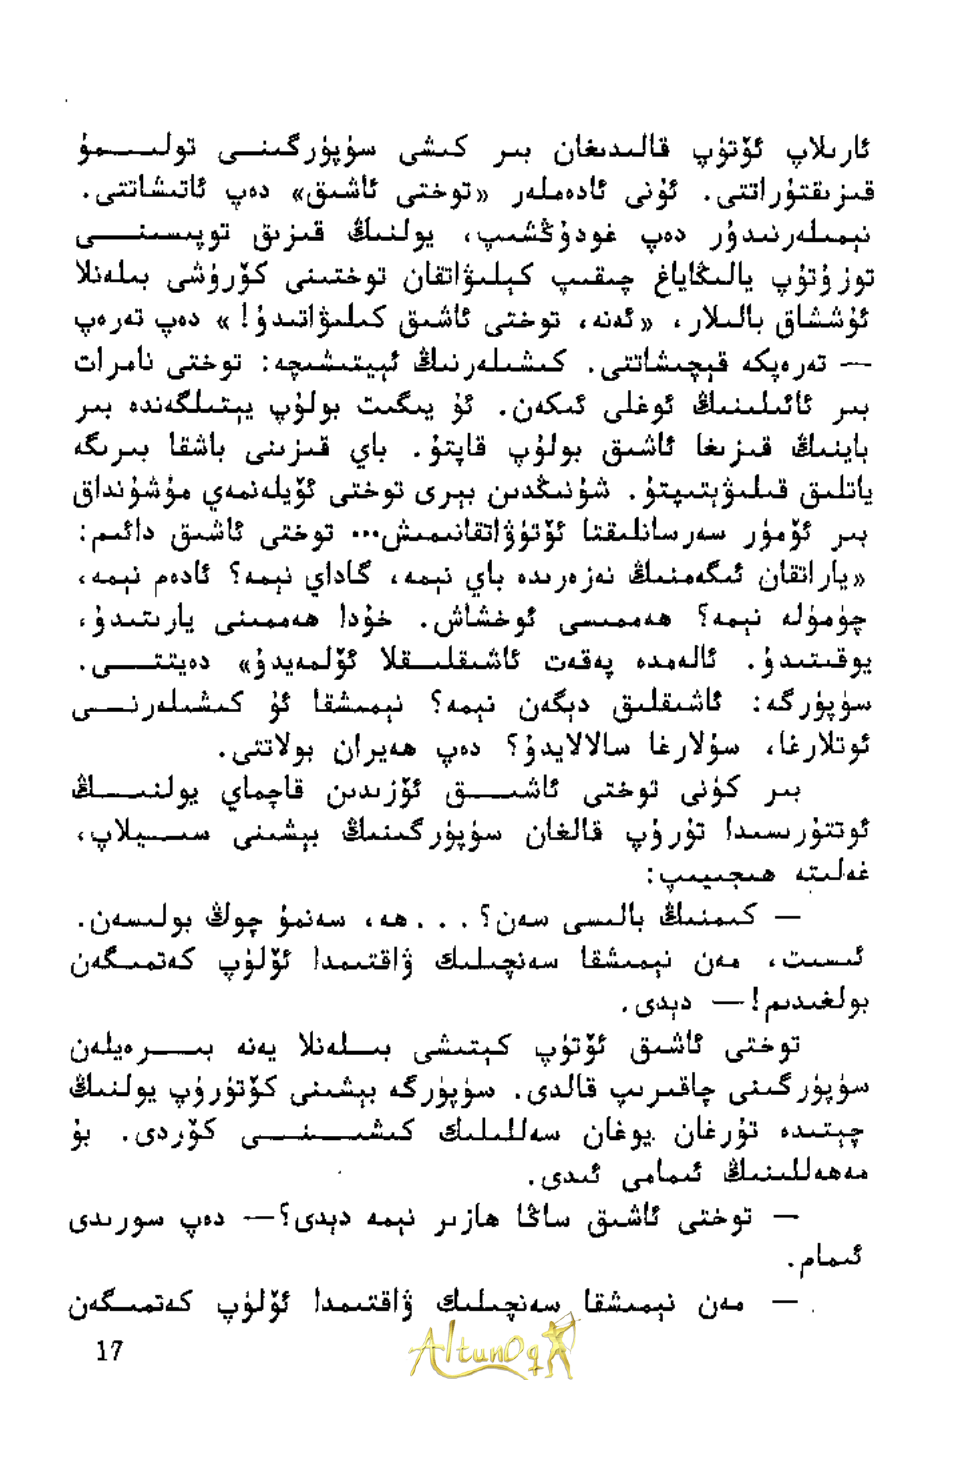 ئارىلاپ ئۆتۈپ قالىدىغان بىر كىشى سۈپۈرگىنى تولىمۇ
قىزىقتۇراتتى. ئۇنى ئادەملەر «توختى ئاشىق» دەپ ئاتىشاتتى.
نېمىلەرنىدۇر دەپ غودۇڭشىپ، يولنىڭ قىزىق توپىسىنى
توزۇتۇپ يالىڭاياغ چىقىپ كېلىۋاتقان توختىنى كۆرۈشى بىلەنلا
ئۇششاق بالىلار، «ئەنە، توختى ئاشىق كىلىۋاتىدۇ!» دەپ تەرەپ
— تەرەپكە قېچىشاتتى. كىشىلەرنىڭ ئېيتىشىچە: توختى نامرات
بىر ئائىلىنىڭ ئوغلى ئىكەن. ئۇ يىگىت بولۇپ يېتىلگەندە بىر
باينىڭ قىزىغا ئاشىق بولۇپ قاپتۇ. باي قىزىنى باشقا بىرىگە
ياتلىق قىلىۋېتىپتۇ. شۇنىڭدىن بېرى توختى ئۆيلەنمەي مۇشۇنداق
بىر ئۆمۈر سەرسانلىقتا ئۆتۈۋاتقانىمىش... توختى ئاشىق دائىم:
«ياراتقان ئىگەمنىڭ نەزەرىدە باي نېمە، گاداي نېمە؟ ئادەم نېمە،
چۈمۈلە نېمە؟ ھەممىسى ئوخشاش. خۇدا ھەممىنى يارىتىدۇ،
يوقىتىدۇ. ئالەمدە پەقەت ئاشىقلىقلا ئۆلمەيدۇ» دەيتتى.
سۈپۈرگە: ئاشىقلىق دېگەن نېمە؟ نېمىشقا ئۇ كىشىلەرنى
ئوتلارغا، سۇلارغا سالالايدۇ؟ دەپ ھەيران بولاتتى.
بىر كۈنى توختى ئاشىق ئۆزىدىن قاچماي يولنىڭ
ئوتتۇرىسىدا تۇرۇپ قالغان سۈپۈرگىنىڭ بېشىنى سىيلاپ،
غەلىتە ھىجىيىپ:
— كىمنىڭ بالىسى سەن؟ . . . ھە، سەنمۇ چوڭ بولىسەن.
ئىسىت، مەن نېمىشقا سەنچىلىك ۋاقتىمدا ئۆلۈپ كەتمىگەن
بولغىدىم! — دېدى.
توختى ئاشىق ئۆتۈپ كېتىشى بىلەنلا يەنە بىرەيلەن
سۈپۈرگىنى چاقىرىپ قالدى. سۈپۈرگە بېشىنى كۆتۈرۈپ يولنىڭ
چېتىدە تۇرغان يوغان سەللىلىك كىشىنى كۆردى. بۇ
مەھەللىنىڭ ئىمامى ئىدى.
— توختى ئاشىق ساڭا ھازىر نېمە دېدى؟ — دەپ سورىدى
ئىمام.
— مەن نېمىشقا سەنچىلىك ۋاقتىمدا ئۆلۈپ كەتمىگەن
17
AltunOq